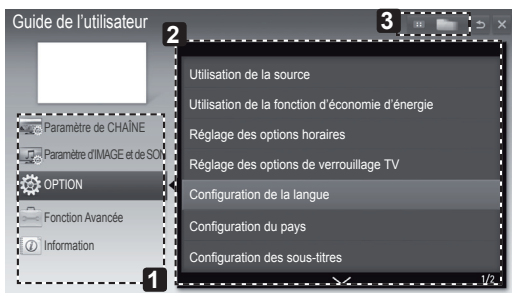 Guide de l'utilisateur
3
2
Paramètre de CHAÎNE
Paramètre d'IMAGE et de SON
OPTION
Fonction Avancée
Information
1
Utilisation de la source
Utilisation de la fonction d'économie d'énergie
Réglage des options horaires
Réglage des options de verrouillage TV
Configuration de la langue
Configuration du pays
Configuration des sous-titres
1/2